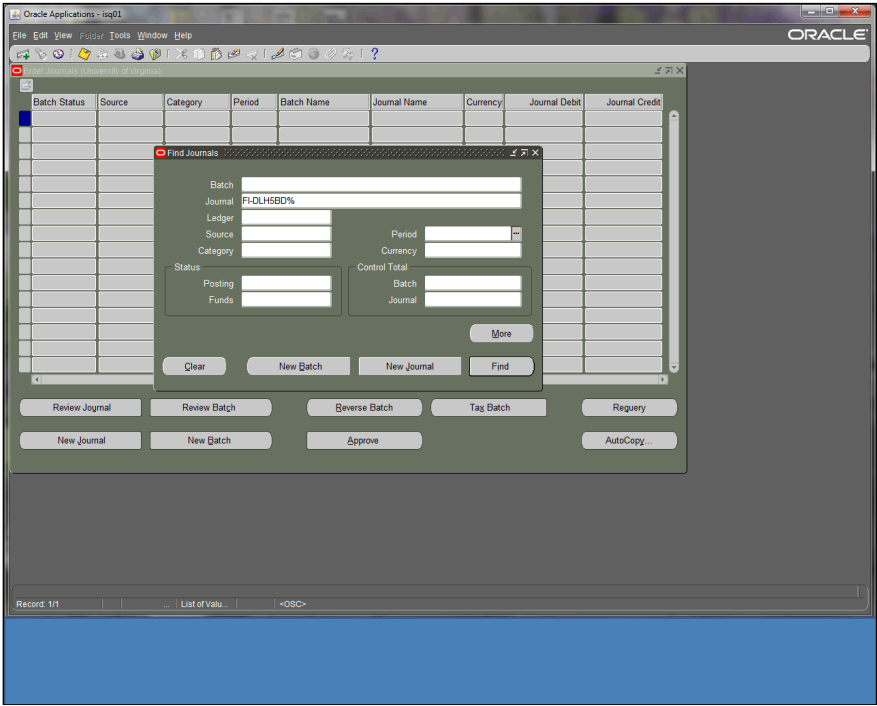 Oracle Applications - isq01
File Edit View Folder Tools Window Help
ORACLE
Enter Journals (University of Virginia)
Batch Status Source Category Period Batch Name Journal Name Currency Journal Debit Journal Credit
Find Journals
Batch
Journal FI-DLH5BD%
Ledger
Source Period ...
Category Currency
Status Control Total
Posting Batch
Funds Journal
More
Clear New Batch New Journal Find
Review Journal Review Batch Reverse Batch Tax Batch Requery
New Journal New Batch Approve AutoCopy...
Record: 1/1 ... List of Valu... <OSC>